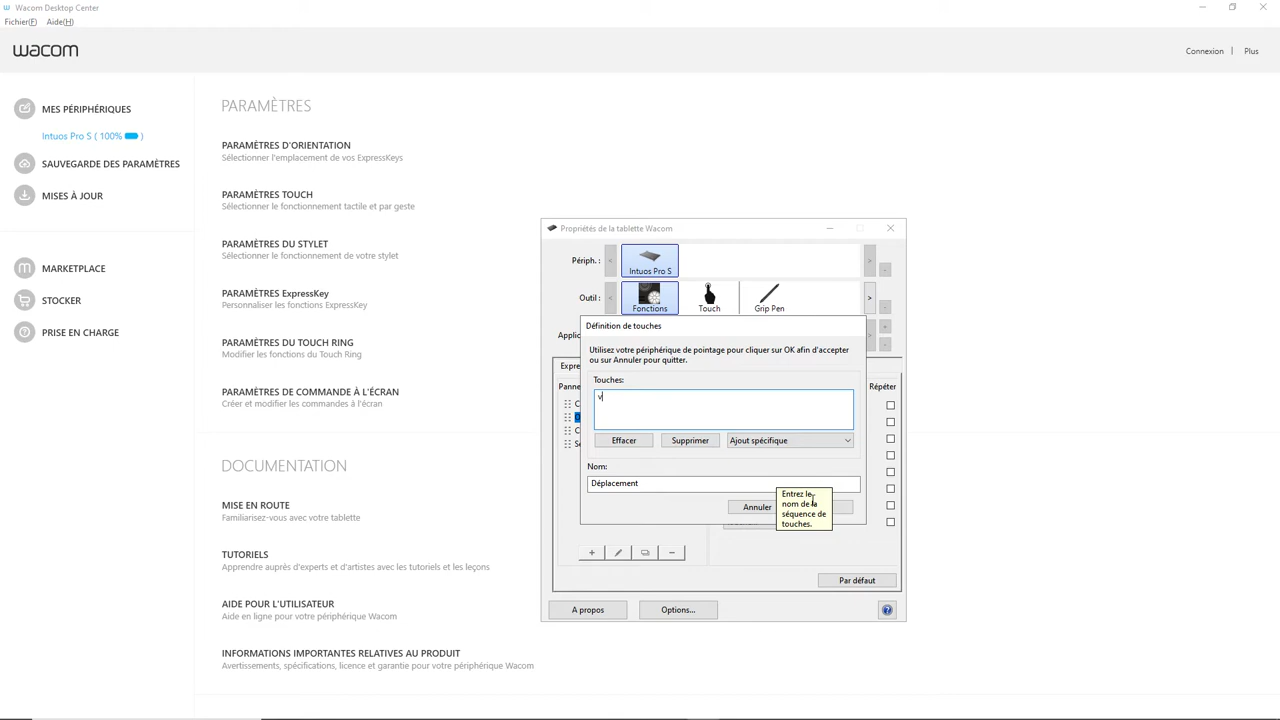 Wacom Desktop Center
Fichier(F) Aide(H)
wacom
Connexion | Plus
MES PÉRIPHÉRIQUES
Intuos Pro S ( 100% )
SAUVEGARDE DES PARAMÈTRES
MISES À JOUR
MARKETPLACE
STOCKER
PRISE EN CHARGE
PARAMÈTRES
PARAMÈTRES D'ORIENTATION
Sélectionner l'emplacement de vos ExpressKeys
PARAMÈTRES TOUCH
Sélectionner le fonctionnement tactile et par geste
PARAMÈTRES DU STYLET
Sélectionner le fonctionnement de votre stylet
PARAMÈTRES ExpressKey
Personnaliser les fonctions ExpressKey
PARAMÈTRES DU TOUCH RING
Modifier les fonctions du Touch Ring
PARAMÈTRES DE COMMANDE À L'ÉCRAN
Créer et modifier les commandes à l'écran
DOCUMENTATION
MISE EN ROUTE
Familiarisez-vous avec votre tablette
TUTORIELS
Apprendre auprès d'experts et d'artistes avec les tutoriels et les leçons
AIDE POUR L'UTILISATEUR
Aide en ligne pour votre périphérique Wacom
INFORMATIONS IMPORTANTES RELATIVES AU PRODUIT
Avertissements, spécifications, licence et garantie pour votre périphérique Wacom
Propriétés de la tablette Wacom
Périph. :
Intuos Pro S
Outil :
Fonctions
Touch
Grip Pen
Applic
Expre
Panne
Répéter
Définition de touches
Utilisez votre périphérique de pointage pour cliquer sur OK afin d'accepter
ou sur Annuler pour quitter.
Touches:
v
Effacer
Supprimer
Ajout spécifique
Nom:
Déplacement
Annuler
Entrez le
nom de la
séquence de
touches.
Par défaut
A propos
Options...